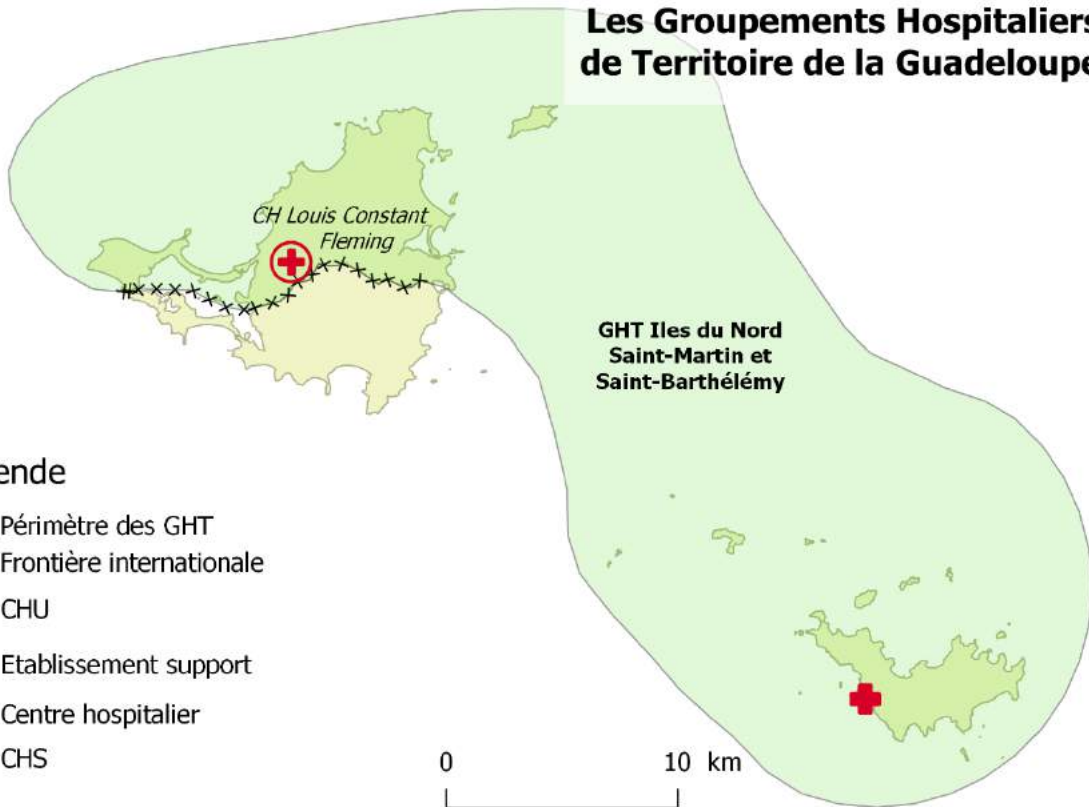 Les Groupements Hospitaliers
de Territoire de la Guadeloupe
CH Louis Constant
Fleming
GHT Iles du Nord
Saint-Martin et
Saint-Barthélémy
ende
Périmètre des GHT
Frontière internationale
CHU
Etablissement support
Centre hospitalier
CHS
0 10 km